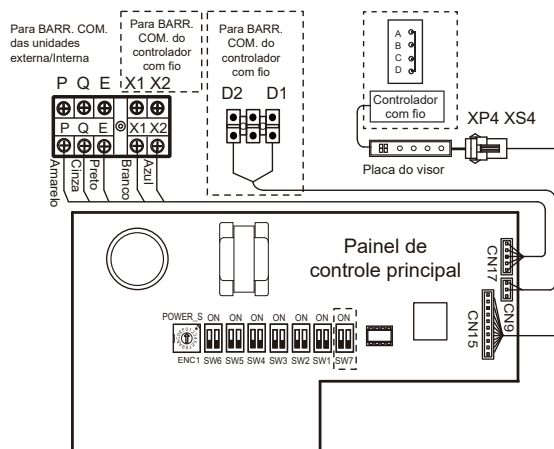 Para BARR. COM.
das unidades
externa/Interna
Para BARR.
COM. do
controlador
com fio
Para BARR.
COM. do
controlador
com fio
A
B
C
D
Controlador
com fio
P Q E X1 X2
P Q E X1 X2
D2 D1
XP4 XS4
Placa do visor
Amarelo
Cinza
Preto
Branco
Azul
Painel de
controle principal
CN17
CN9
CN15
POWER_S
ON ON ON ON ON ON ON
ENC1 SW6 SW5 SW4 SW3 SW2 SW1 SW7